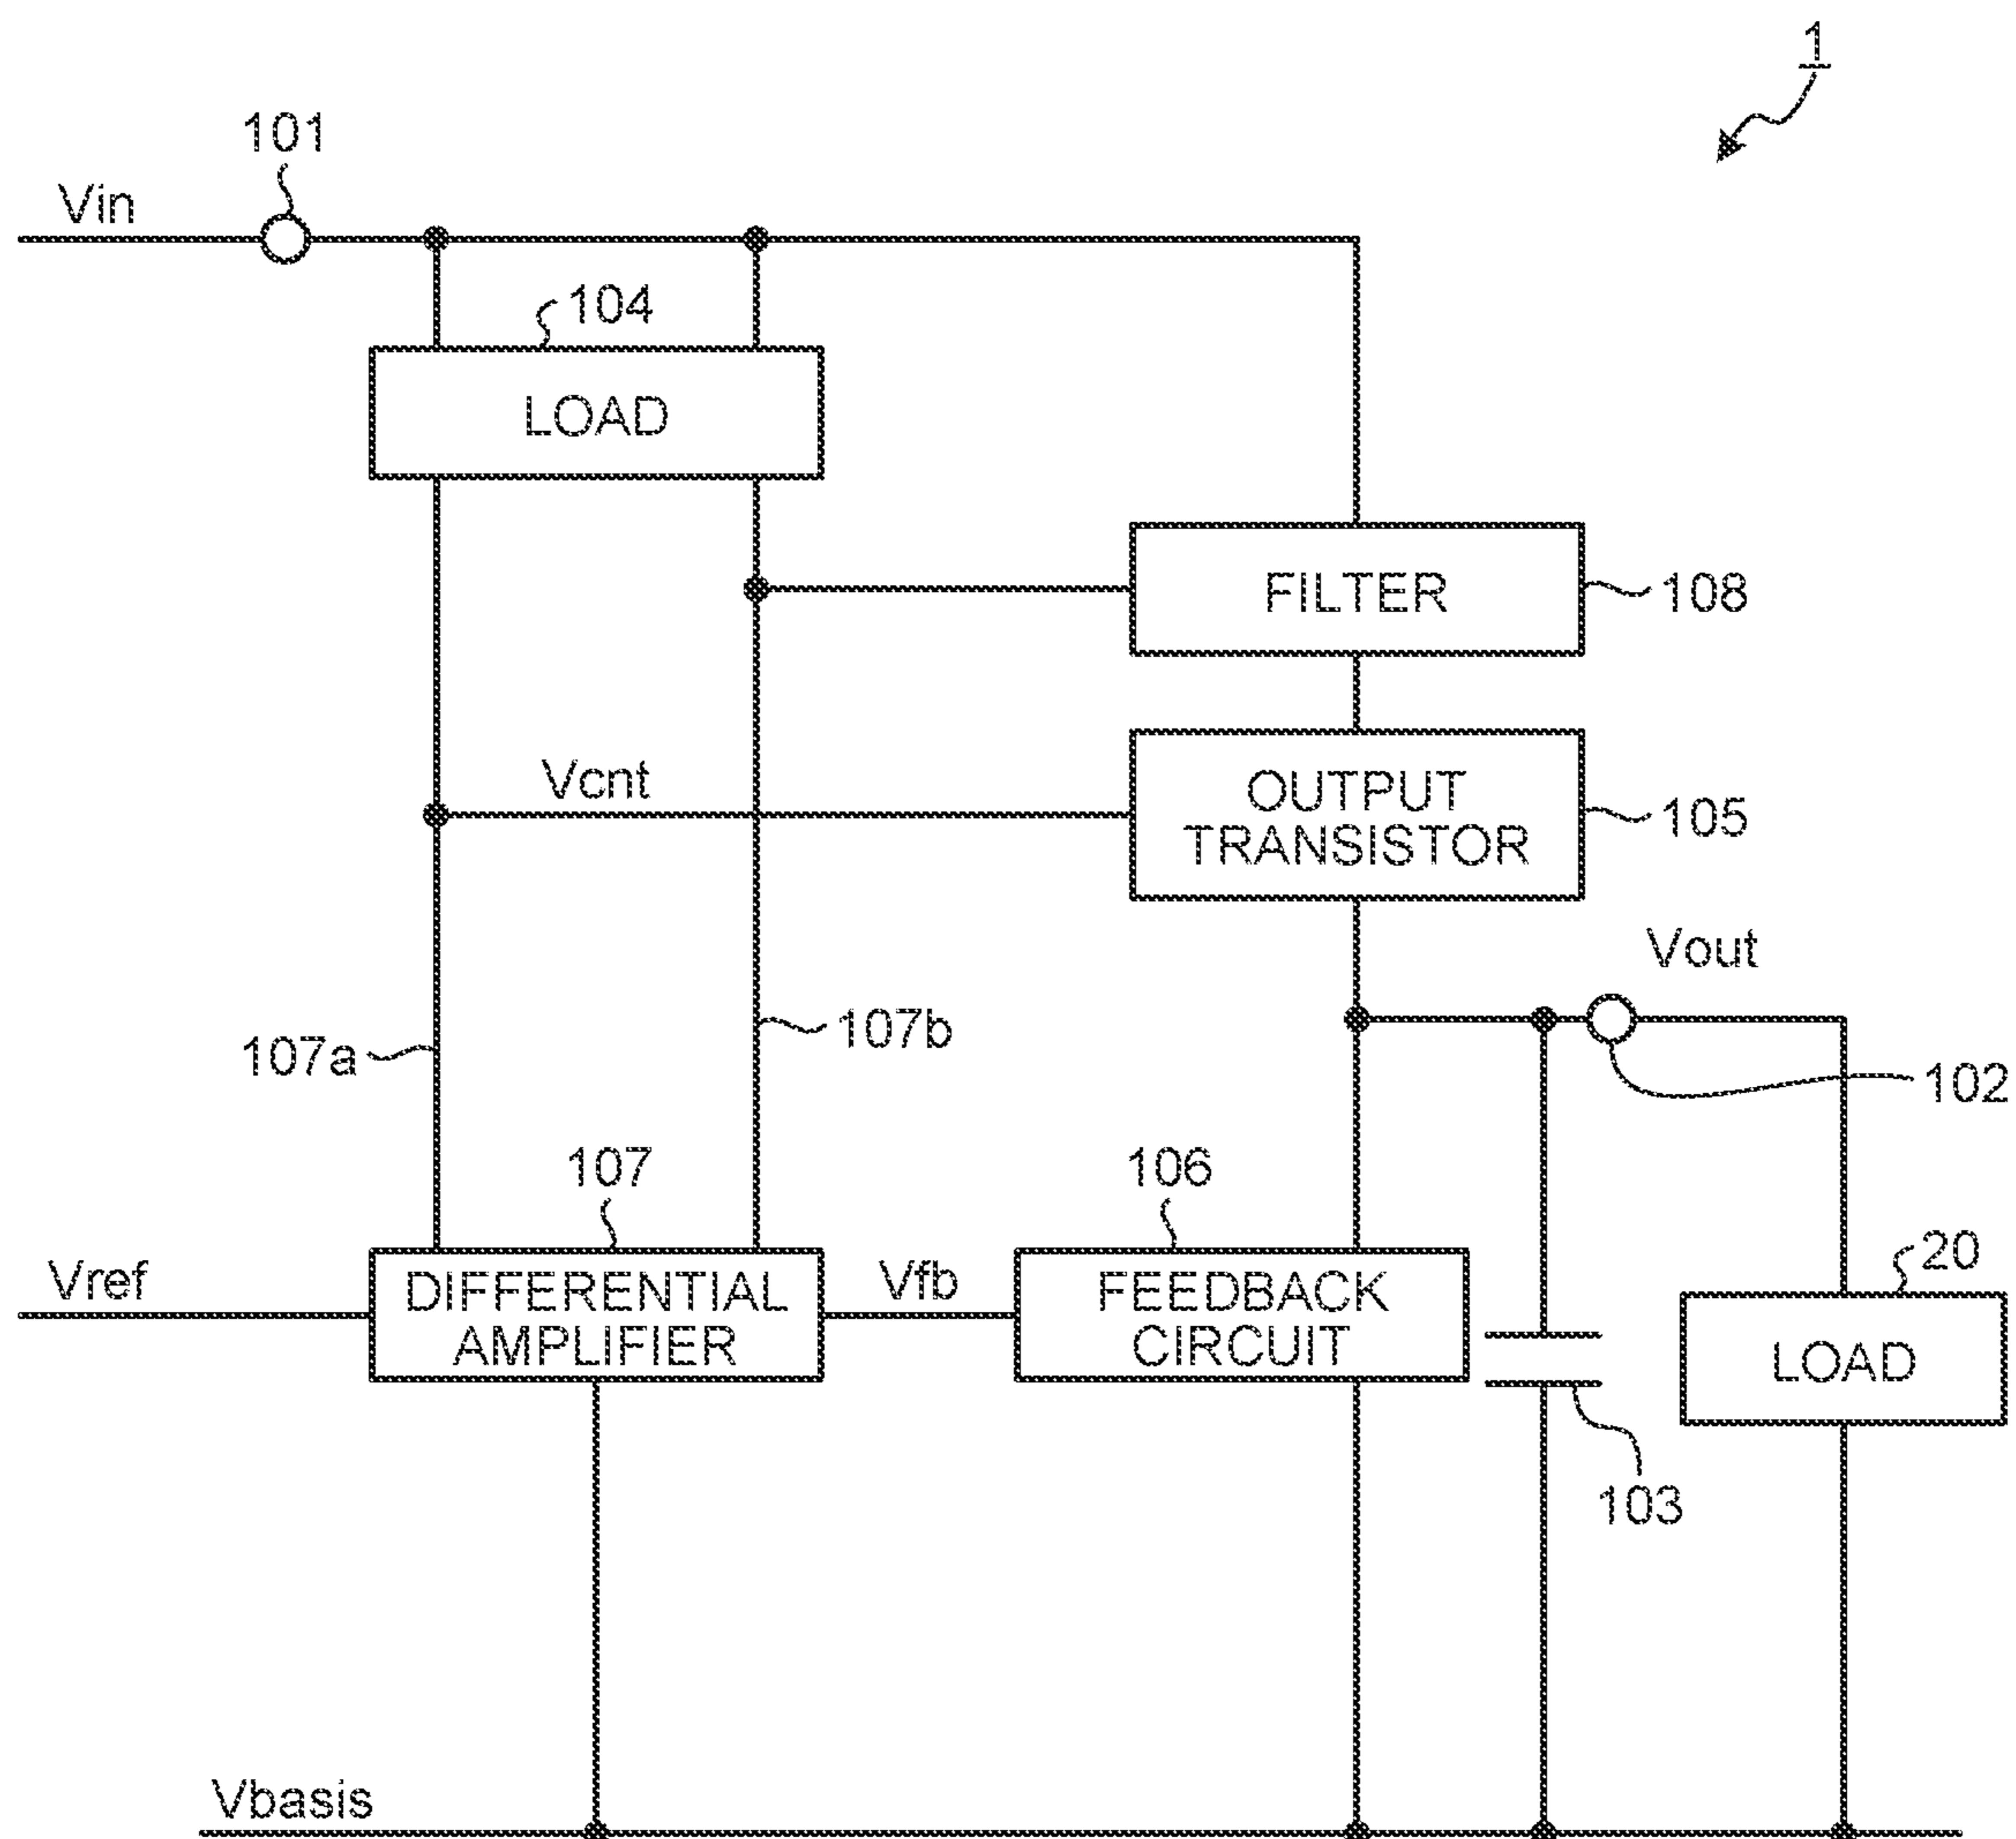 1
101
Vin
104
LOAD
FILTER
108
Vcnt
OUTPUT
TRANSISTOR
105
Vout
107a
107b
102
107
106
Vref
DIFFERENTIAL
AMPLIFIER
Vfb
FEEDBACK
CIRCUIT
20
LOAD
103
Vbasis